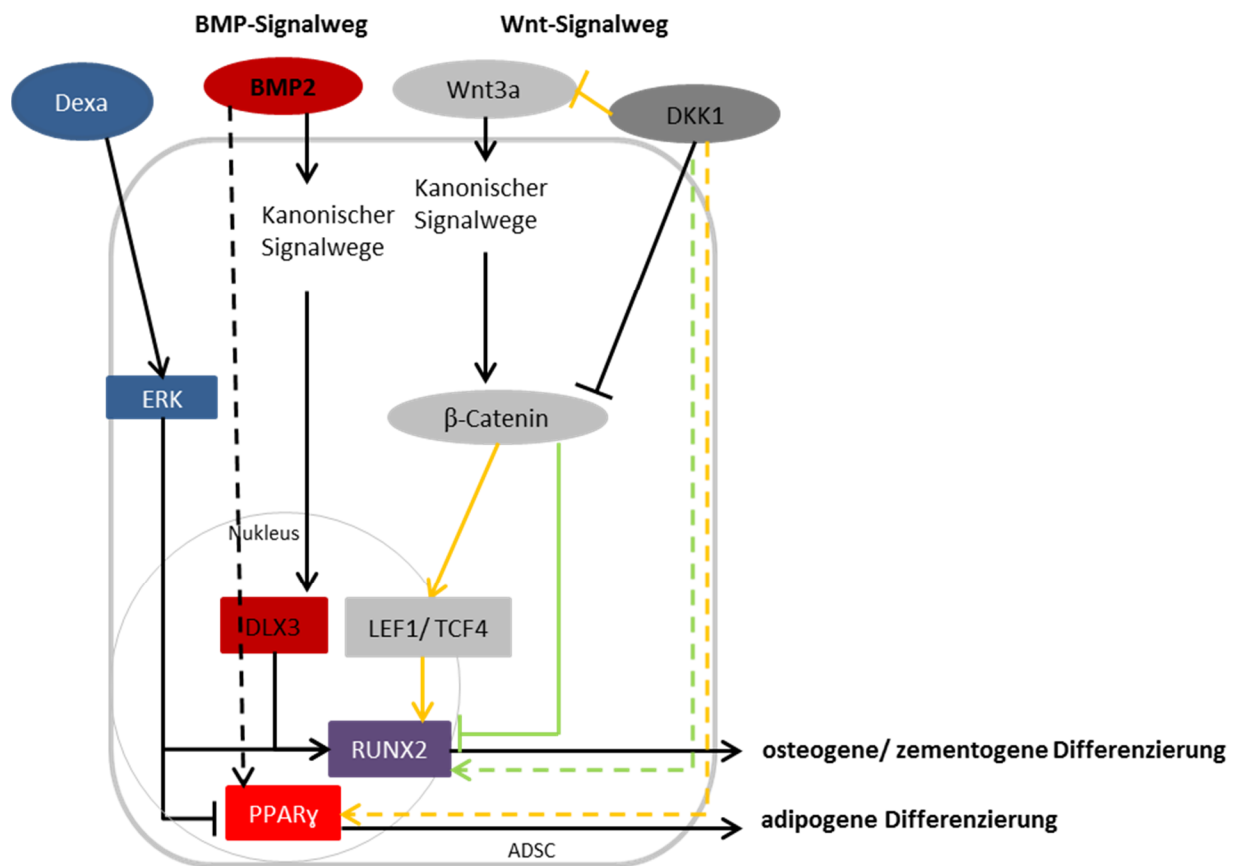 BMP-Signalweg
Wnt-Signalweg
Dexa
BMP2
Wnt3a
DKK1
Kanonischer
Signalwege
Kanonischer
Signalwege
ERK
β-Catenin
Nukleus
DLX3
LEF1/ TCF4
RUNX2
osteogene/ zementogene Differenzierung
PPARɣ
adipogene Differenzierung
ADSC